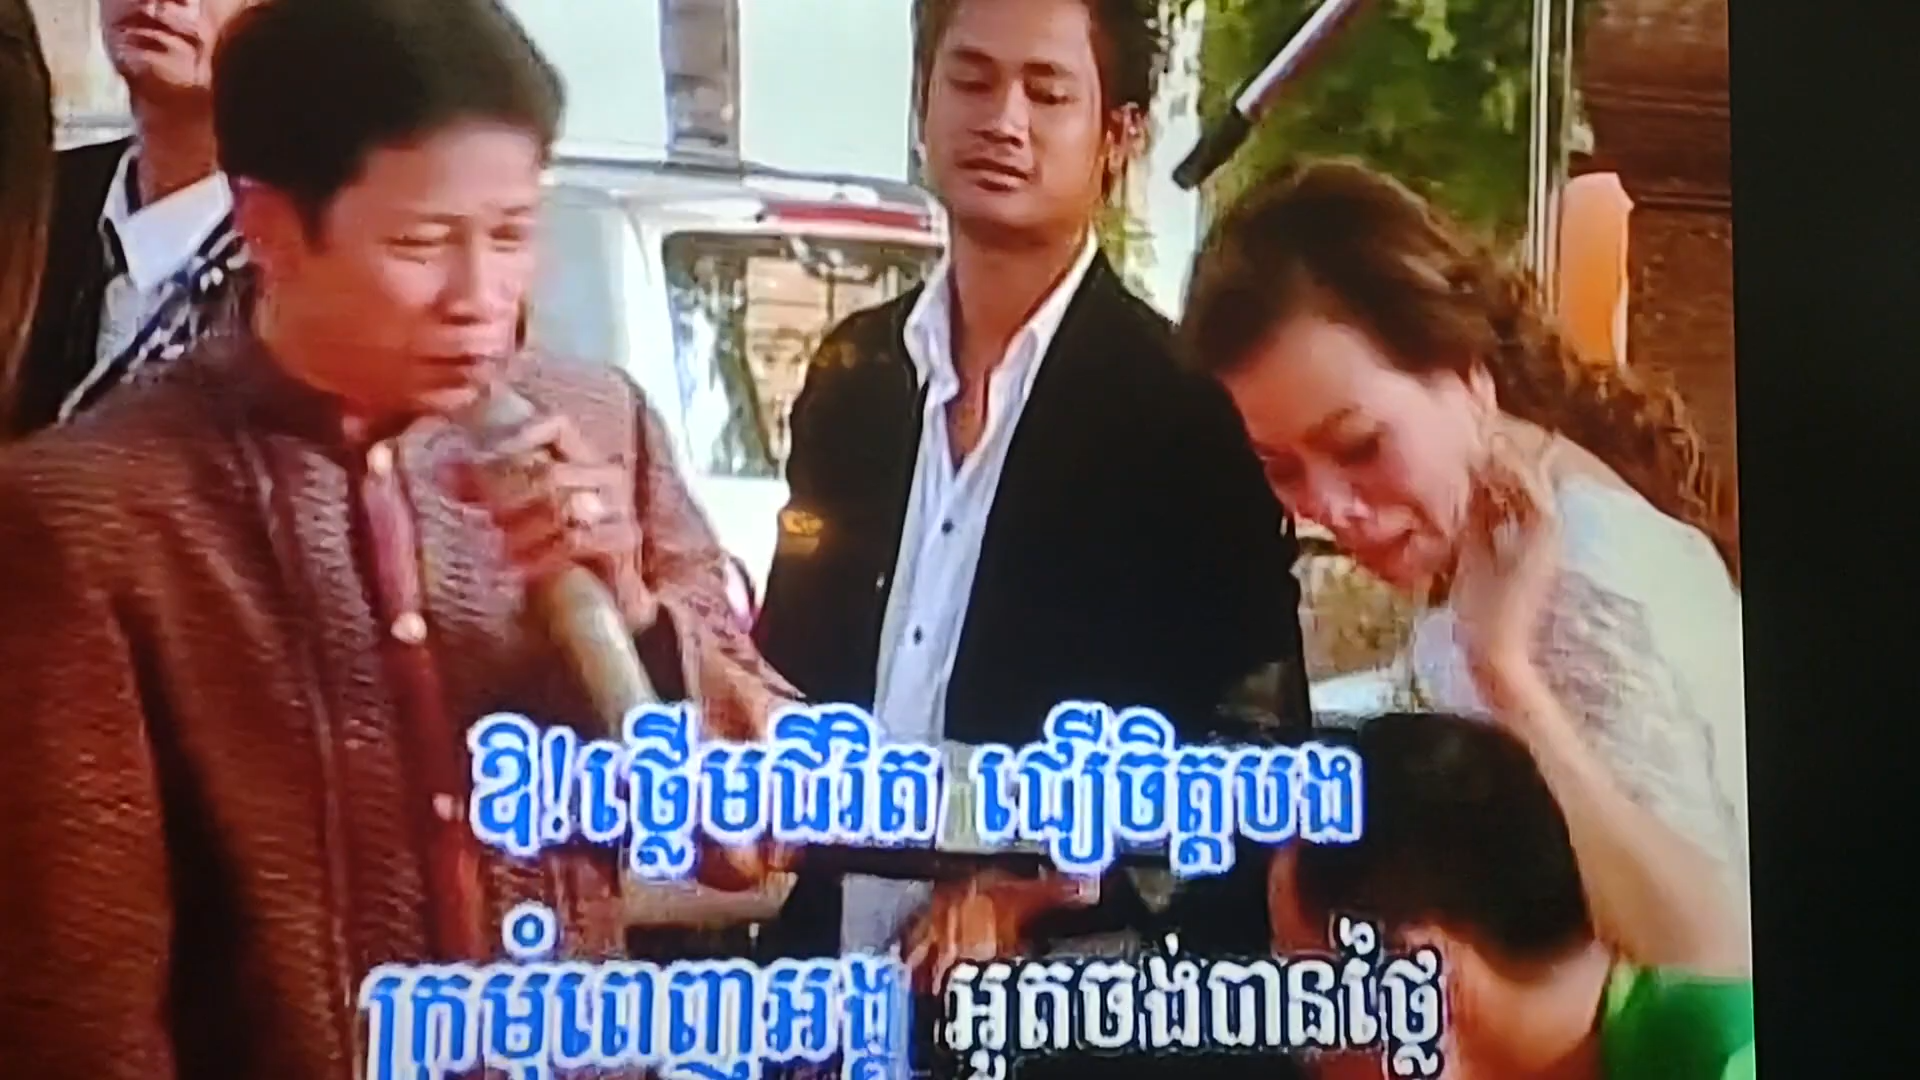 ឱ!ថ្លើមជីវិត ជឿចិត្តបង
ក្រមុំពេញអង្គ អួតចង់បានថ្លៃ